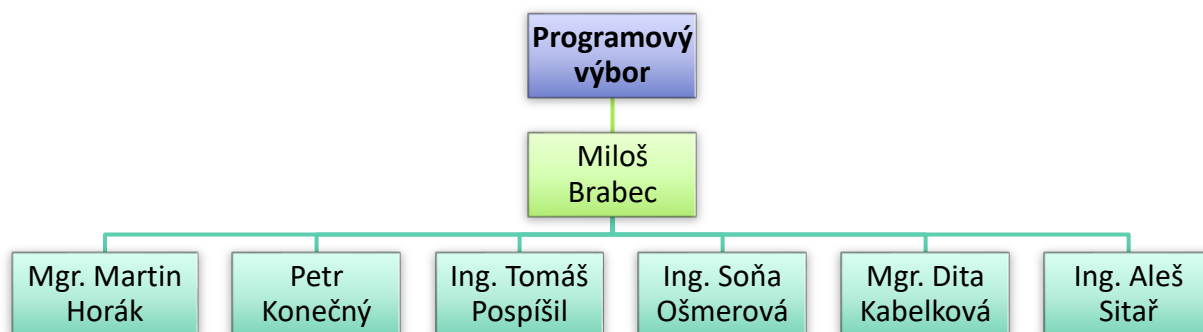 Programový
výbor
Miloš
Brabec
Mgr. Martin
Horák
Petr
Konečný
Ing. Tomáš
Pospíšil
Ing. Soňa
Ošmerová
Mgr. Dita
Kabelková
Ing. Aleš
Sitař